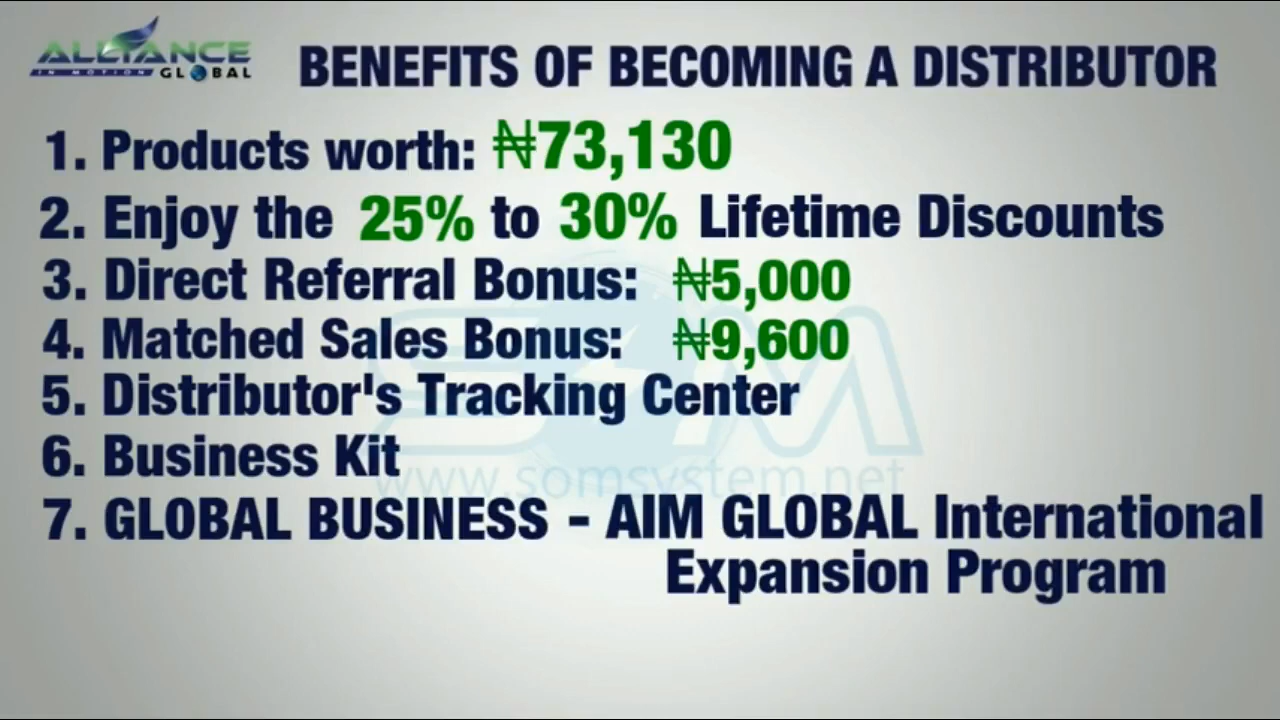 ALLIANCE
IN MOTION GLOBAL
BENEFITS OF BECOMING A DISTRIBUTOR
1. Products worth: ₦73,130
2. Enjoy the 25% to 30% Lifetime Discounts
3. Direct Referral Bonus: ₦5,000
4. Matched Sales Bonus: ₦9,600
SOM
5. Distributor's Tracking Center
6. Business Kit
www.somsystem.net
7. GLOBAL BUSINESS - AIM GLOBAL International
Expansion Program